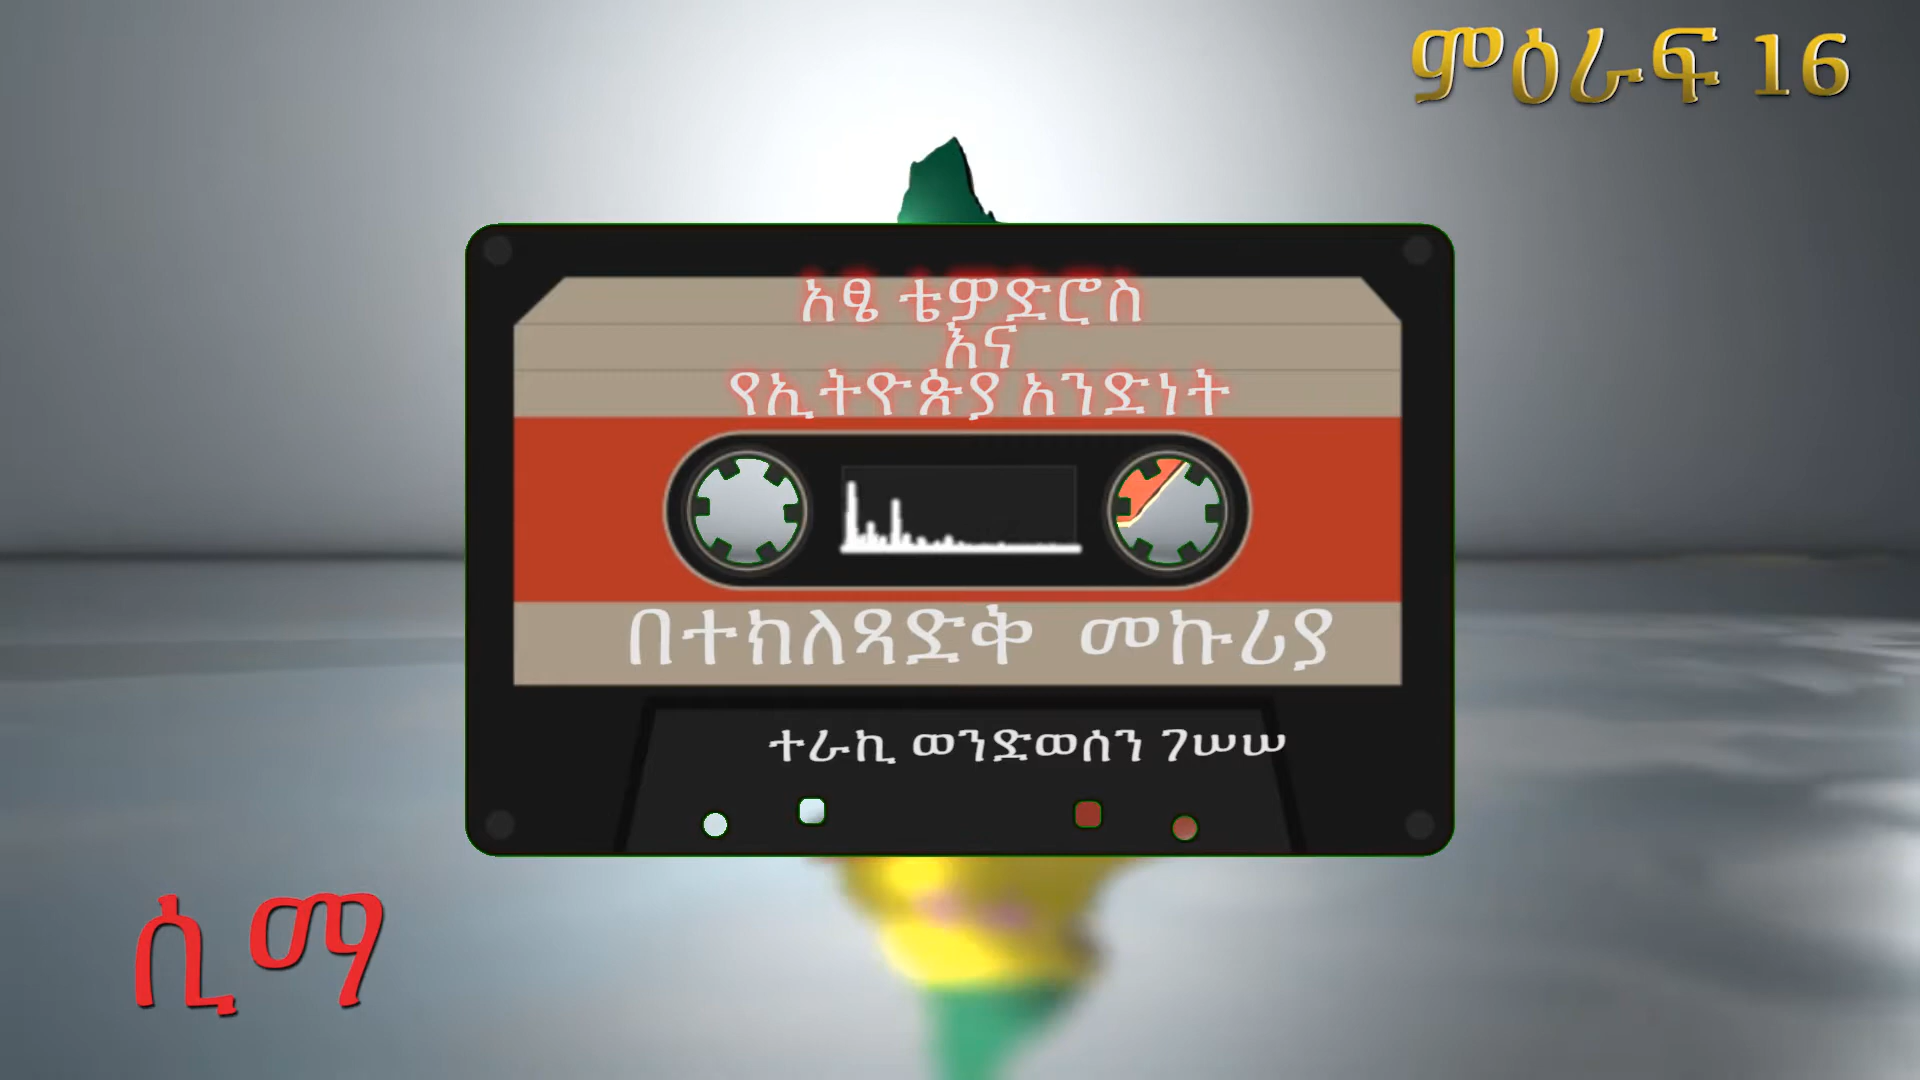 ምዕራፍ 16
አፄ ቴዎድሮስ
እና
የኢትዮጵያ አንድነት
በተክለጻድቅ መኩሪያ
ተራኪ ወንድወሰን ገሠሠ
ሲማ